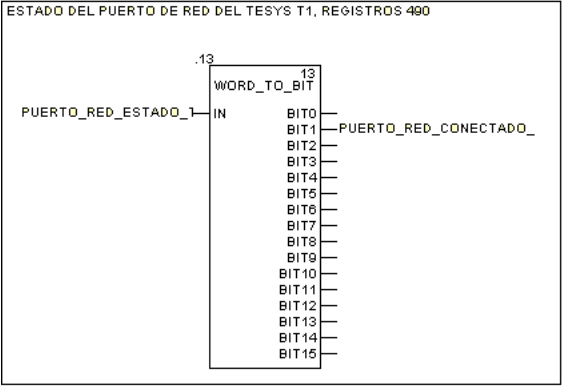 ESTADO DEL PUERTO DE RED DEL TESYS T1, REGISTROS 490
.13
13
WORD_TO_BIT
PUERTO_RED_ESTADO_T IN BIT0
BIT1 PUERTO_RED_CONECTADO_
BIT2
BIT3
BIT4
BIT5
BIT6
BIT7
BIT8
BIT9
BIT10
BIT11
BIT12
BIT13
BIT14
BIT15